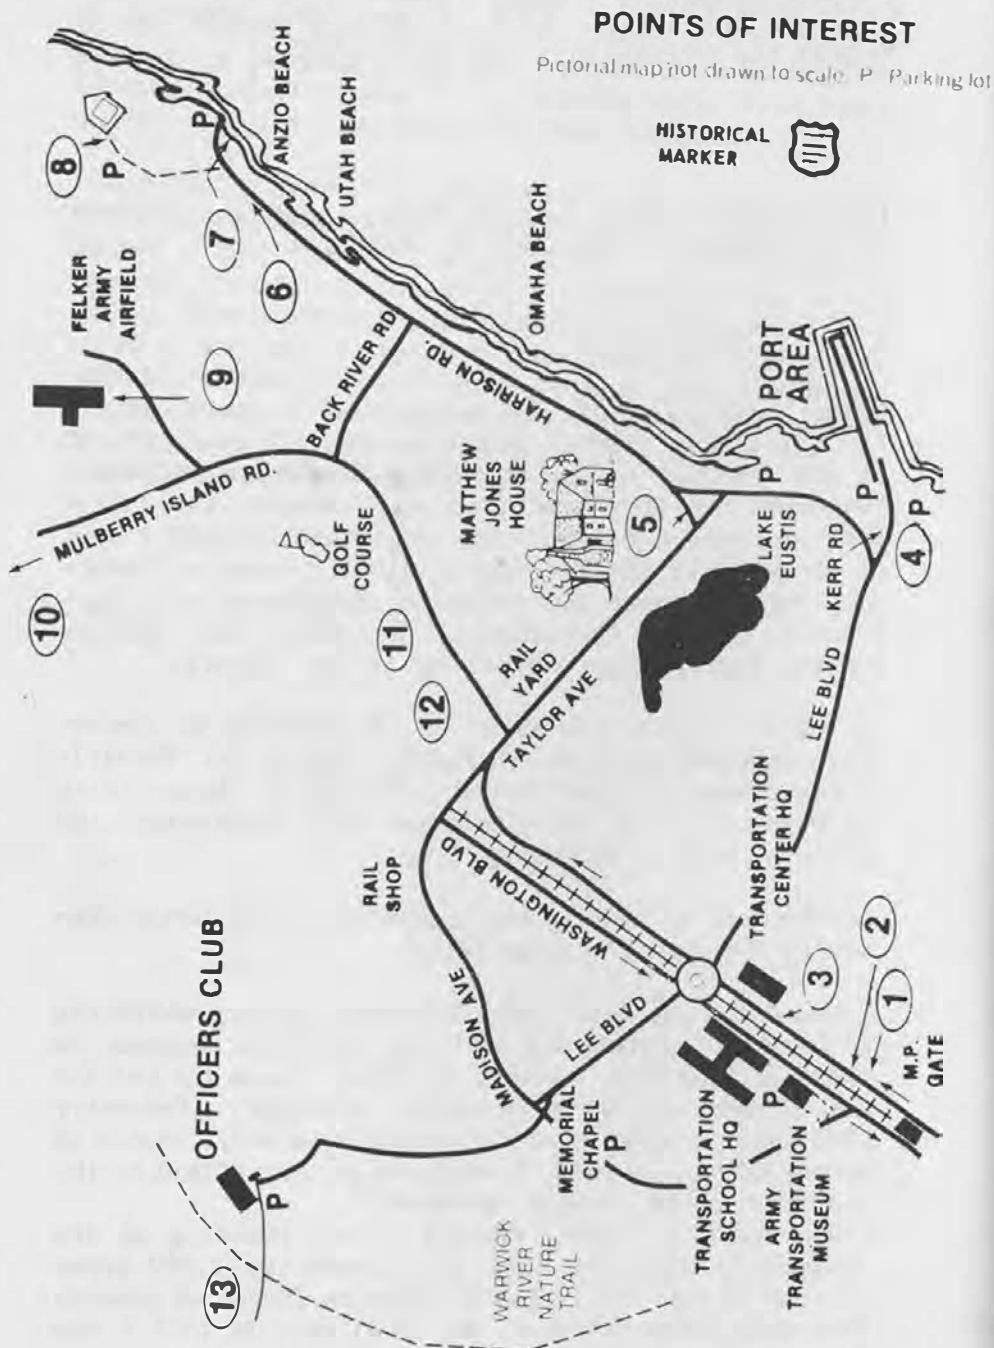 POINTS OF INTEREST
Pictorial map not drawn to scale P Parking lot
HISTORICAL
MARKER
8
P
P
ANZIO BEACH
UTAH BEACH
OMAHA BEACH
7
6
FELKER
ARMY
AIRFIELD
9
BACK RIVER RD
HARRISON RD.
MULBERRY ISLAND RD.
10
GOLF
COURSE
MATTHEW
JONES
HOUSE
5
PORT
AREA
P
P
P
4
LAKE
EUSTIS
KERR RD
LEE BLVD
11
12
RAIL
YARD
TAYLOR AVE
RAIL
SHOP
WASHINGTON BLVD
MADISON AVE
LEE BLVD
TRANSPORTATION
CENTER HQ
OFFICERS CLUB
P
13
MEMORIAL
CHAPEL
P
WARWICK
RIVER
NATURE
TRAIL
TRANSPORTATION
SCHOOL HQ
P
ARMY
TRANSPORTATION
MUSEUM
3
2
1
M.P.
GATE